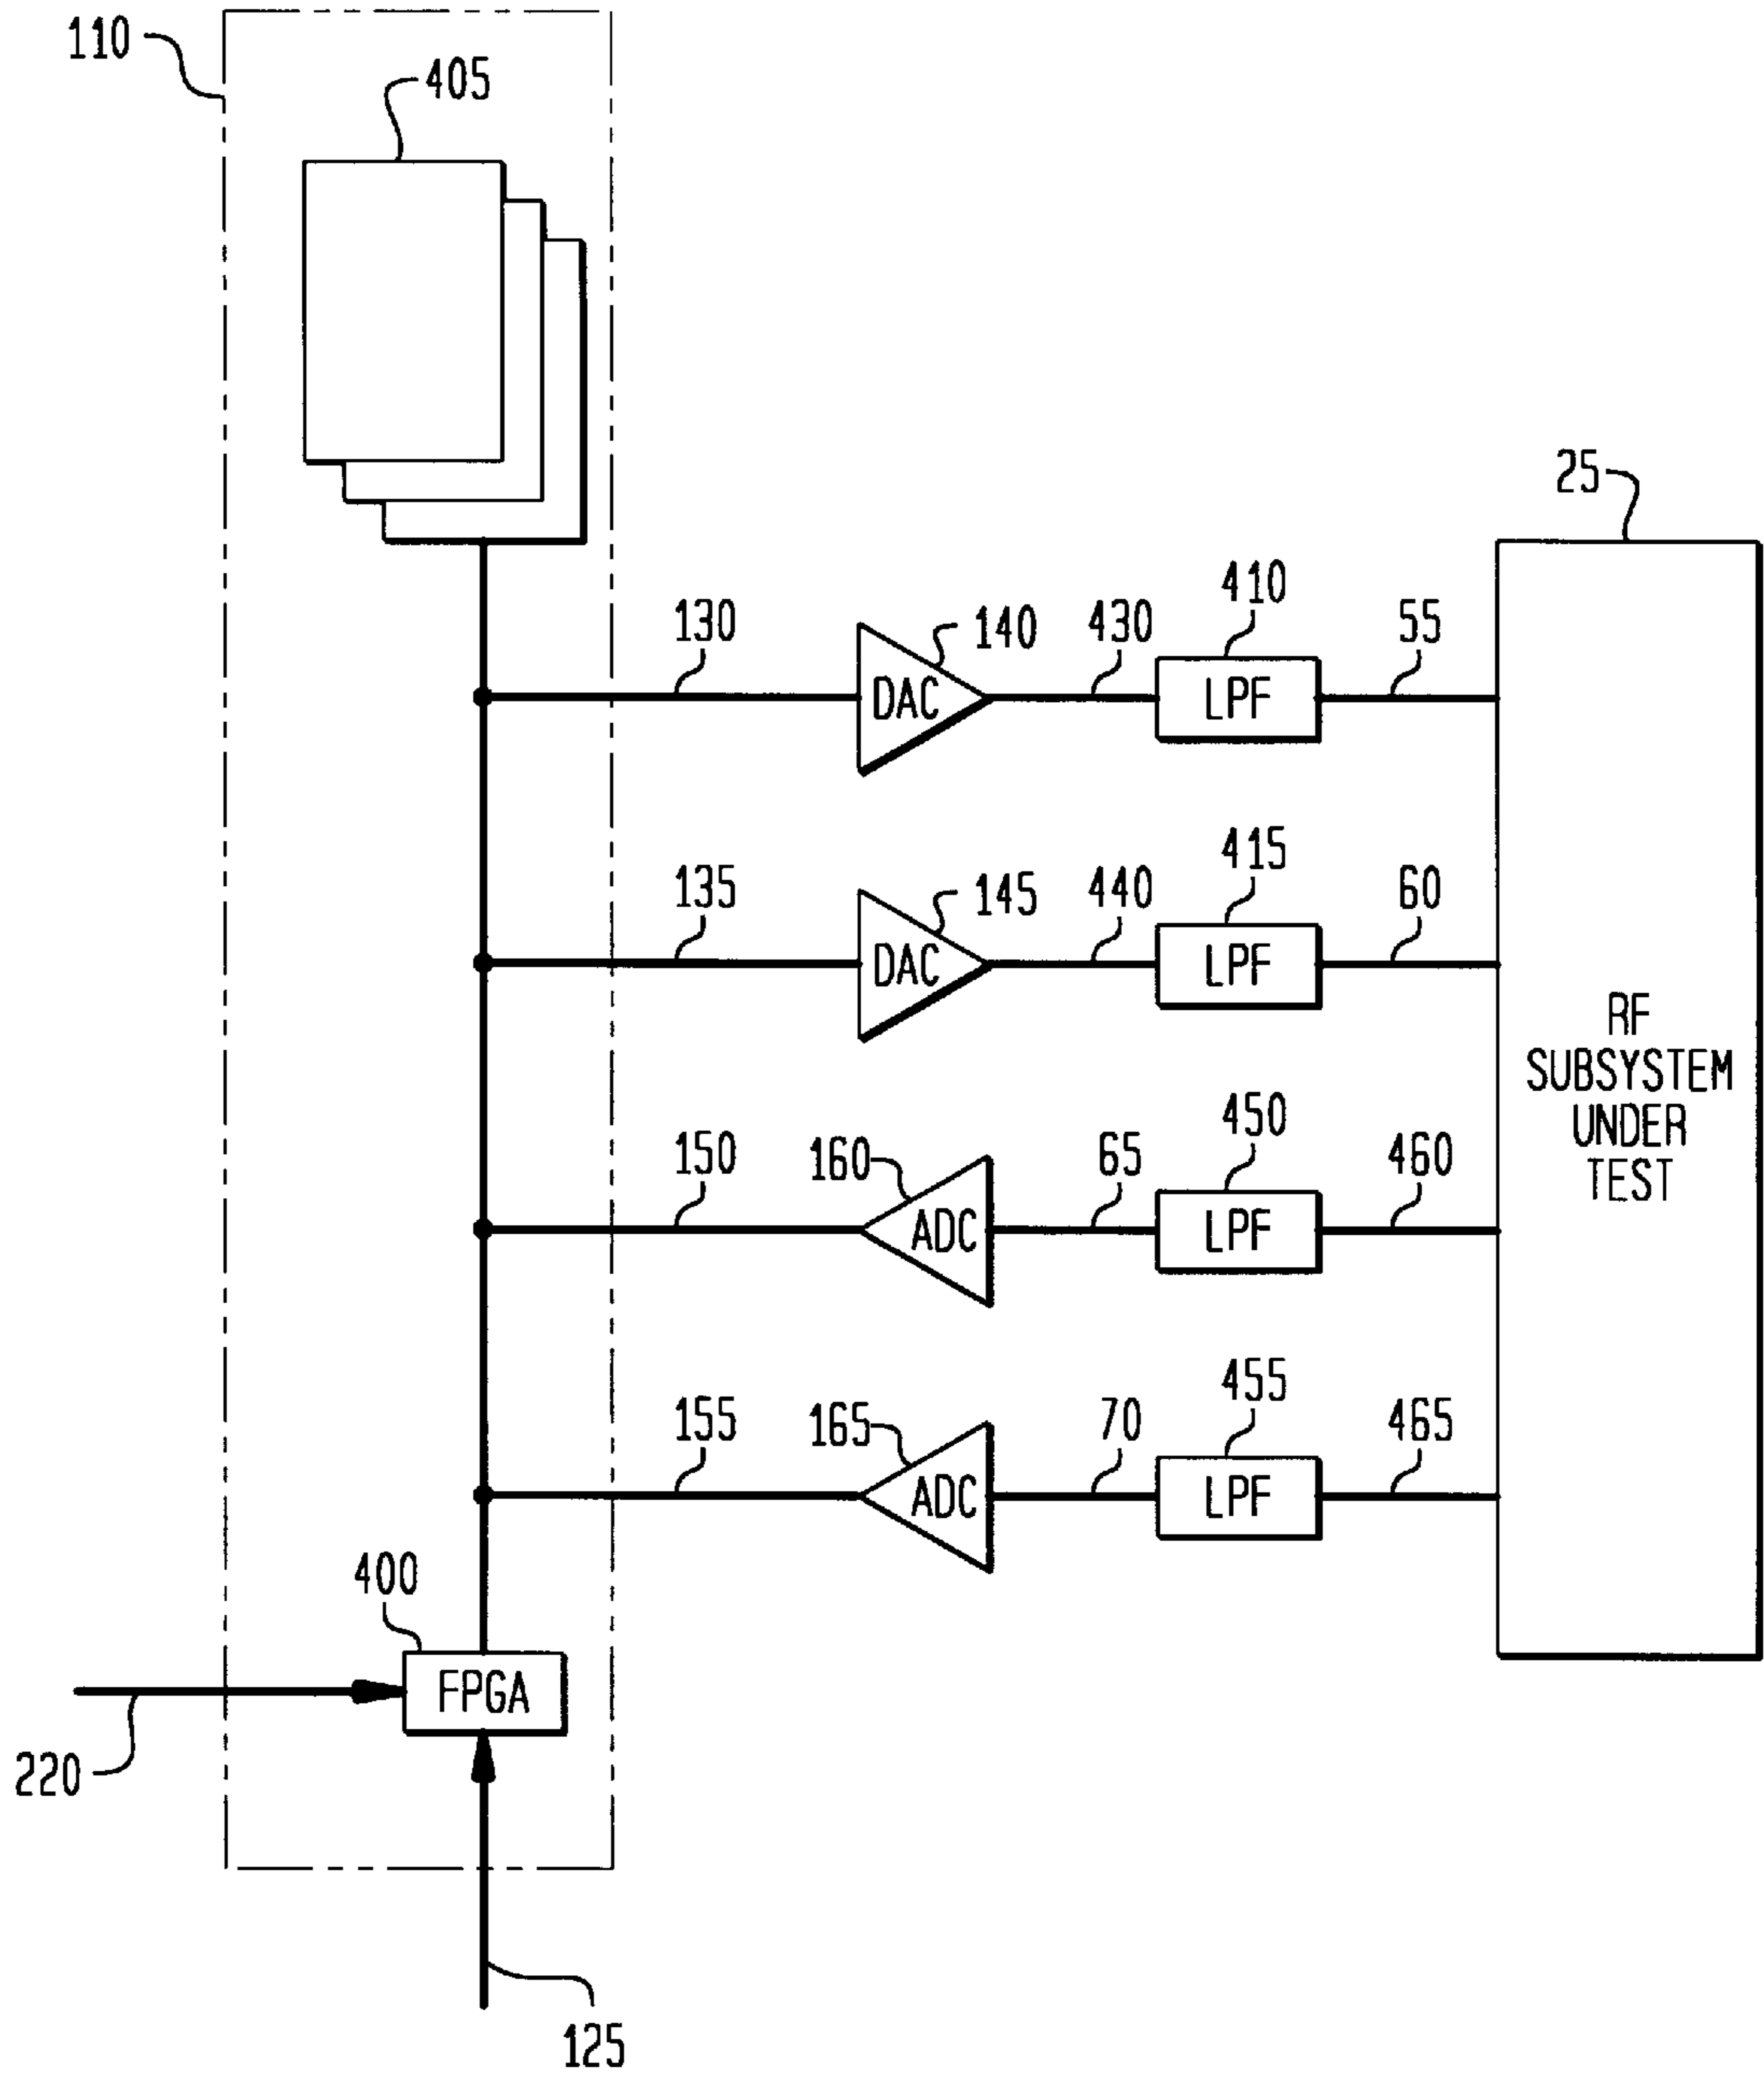 110
405
25
130
140
430
410
55
DAC
LPF
135
145
440
415
60
DAC
LPF
RF
SUBSYSTEM
UNDER
TEST
150
160
65
450
460
ADC
LPF
155
165
70
455
465
ADC
LPF
400
FPGA
220
125